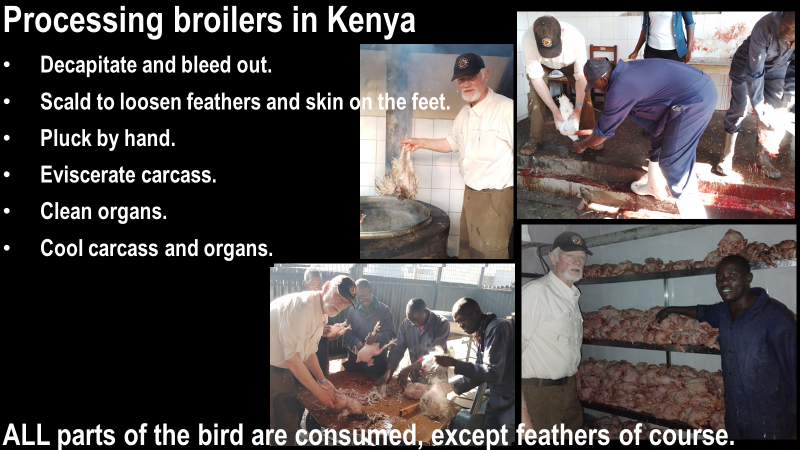 Processing broilers in Kenya
• Decapitate and bleed out.
• Scald to loosen feathers and skin on the feet.
• Pluck by hand.
• Eviscerate carcass.
• Clean organs.
• Cool carcass and organs.
ALL parts of the bird are consumed, except feathers of course.